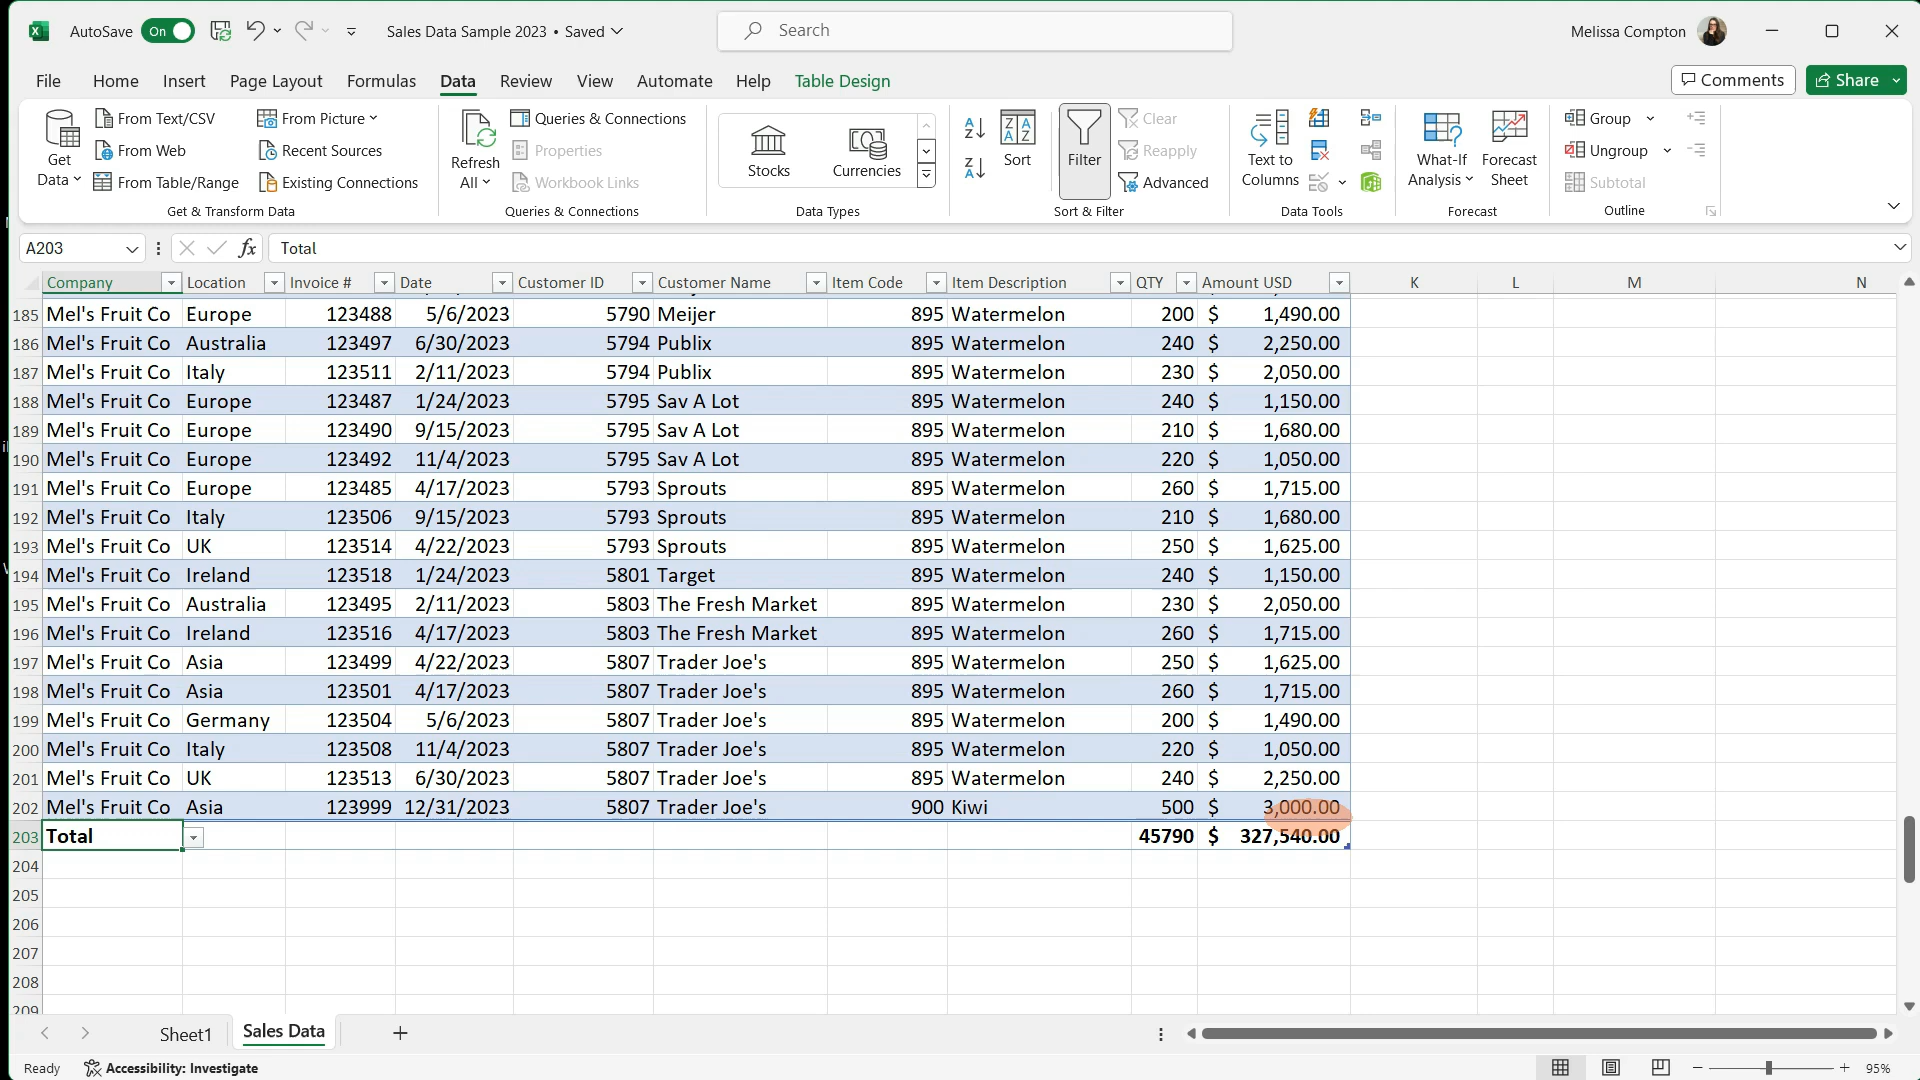 AutoSave On Sales Data Sample 2023 • Saved Search Melissa Compton
File Home Insert Page Layout Formulas Data Review View Automate Help Table Design Comments Share
Get Data
From Text/CSV
From Web
From Table/Range
From Picture
Recent Sources
Existing Connections
Get & Transform Data
Refresh All
Queries & Connections
Properties
Workbook Links
Queries & Connections
Stocks
Currencies
Data Types
Sort
Filter
Clear
Reapply
Advanced
Sort & Filter
Text to Columns
Data Tools
What-If Analysis
Forecast Sheet
Forecast
Group
Ungroup
Subtotal
Outline
A203 fx Total
Company Location Invoice # Date Customer ID Customer Name Item Code Item Description QTY Amount USD K L M N
185 Mel's Fruit Co Europe 123488 5/6/2023 5790 Meijer 895 Watermelon 200 $ 1,490.00
186 Mel's Fruit Co Australia 123497 6/30/2023 5794 Publix 895 Watermelon 240 $ 2,250.00
187 Mel's Fruit Co Italy 123511 2/11/2023 5794 Publix 895 Watermelon 230 $ 2,050.00
188 Mel's Fruit Co Europe 123487 1/24/2023 5795 Sav A Lot 895 Watermelon 240 $ 1,150.00
189 Mel's Fruit Co Europe 123490 9/15/2023 5795 Sav A Lot 895 Watermelon 210 $ 1,680.00
190 Mel's Fruit Co Europe 123492 11/4/2023 5795 Sav A Lot 895 Watermelon 220 $ 1,050.00
191 Mel's Fruit Co Europe 123485 4/17/2023 5793 Sprouts 895 Watermelon 260 $ 1,715.00
192 Mel's Fruit Co Italy 123506 9/15/2023 5793 Sprouts 895 Watermelon 210 $ 1,680.00
193 Mel's Fruit Co UK 123514 4/22/2023 5793 Sprouts 895 Watermelon 250 $ 1,625.00
194 Mel's Fruit Co Ireland 123518 1/24/2023 5801 Target 895 Watermelon 240 $ 1,150.00
195 Mel's Fruit Co Australia 123495 2/11/2023 5803 The Fresh Market 895 Watermelon 230 $ 2,050.00
196 Mel's Fruit Co Ireland 123516 4/17/2023 5803 The Fresh Market 895 Watermelon 260 $ 1,715.00
197 Mel's Fruit Co Asia 123499 4/22/2023 5807 Trader Joe's 895 Watermelon 250 $ 1,625.00
198 Mel's Fruit Co Asia 123501 4/17/2023 5807 Trader Joe's 895 Watermelon 260 $ 1,715.00
199 Mel's Fruit Co Germany 123504 5/6/2023 5807 Trader Joe's 895 Watermelon 200 $ 1,490.00
200 Mel's Fruit Co Italy 123508 11/4/2023 5807 Trader Joe's 895 Watermelon 220 $ 1,050.00
201 Mel's Fruit Co UK 123513 6/30/2023 5807 Trader Joe's 895 Watermelon 240 $ 2,250.00
202 Mel's Fruit Co Asia 123999 12/31/2023 5807 Trader Joe's 900 Kiwi 500 $ 3,000.00
203 Total 45790 $ 327,540.00
204
205
206
207
208
209
Sheet1 Sales Data
Ready Accessibility: Investigate 95%